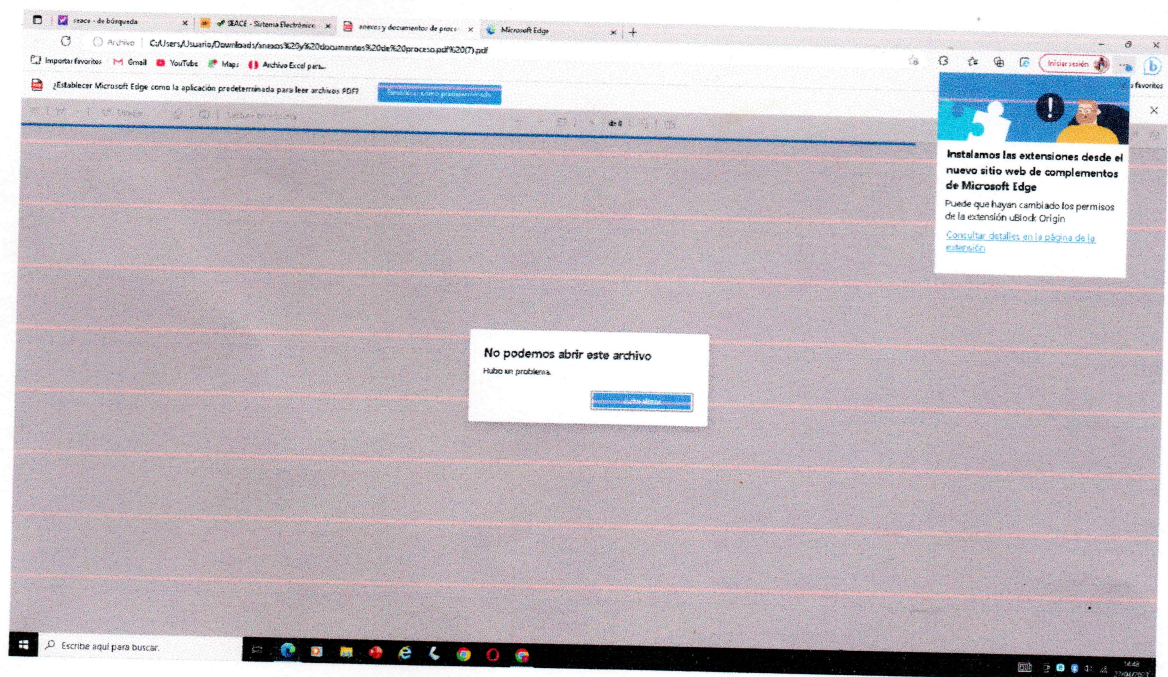 seace - de búsqueda
SEACE - Sistema Electrónico
anexos y documentos de proce
Microsoft Edge
Archivo
C:/Users/Usuario/Downloads/anexos%20y%20documentos%20de%20proceso.pdf%20(7).pdf
Iniciar sesión
Importar favoritos
Gmail
YouTube
Maps
Archivo Excel para...
favoritos
¿Establecer Microsoft Edge como la aplicación predeterminada para leer archivos PDF?
de 8
Instalamos las extensiones desde el
nuevo sitio web de complementos
de Microsoft Edge
Puede que hayan cambiado los permisos
de la extensión uBlock Origin
Consultar detalles en la página de la
extensión
No podemos abrir este archivo
Hubo un problema.
Escribe aquí para buscar.